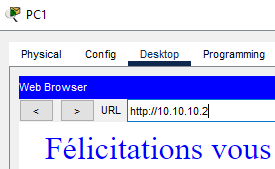 PC1
Physical Config Desktop Programming
Web Browser
< > URL http://10.10.10.2
Félicitations vous